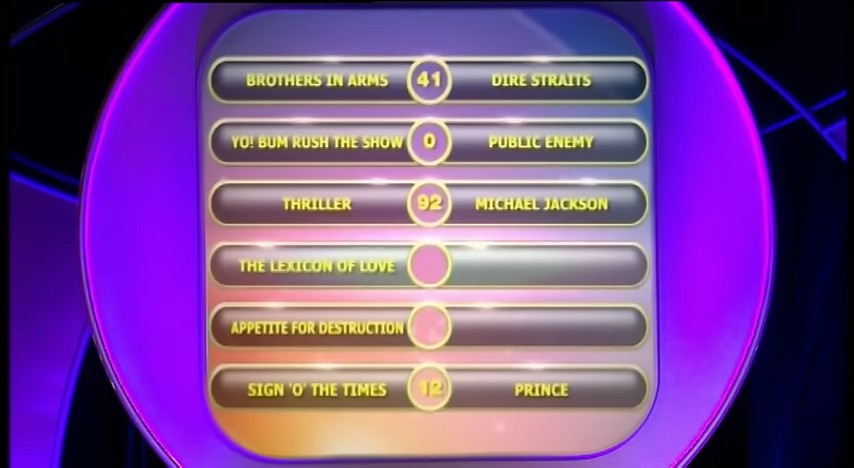 BROTHERS IN ARMS 41 DIRE STRAITS
YO! BUM RUSH THE SHOW 0 PUBLIC ENEMY
THRILLER 92 MICHAEL JACKSON
THE LEXICON OF LOVE
APPETITE FOR DESTRUCTION
SIGN 'O' THE TIMES 12 PRINCE